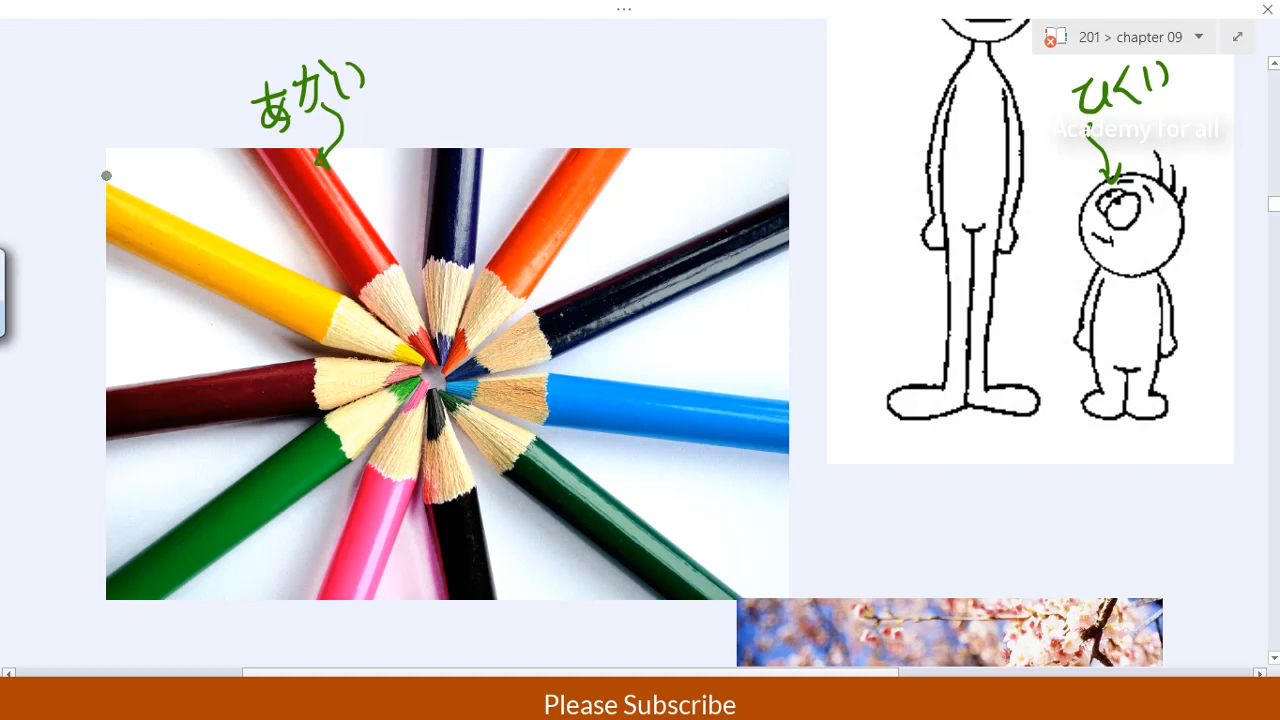 201 > chapter 09
あかい
ひくい
Academy for all
Please Subscribe